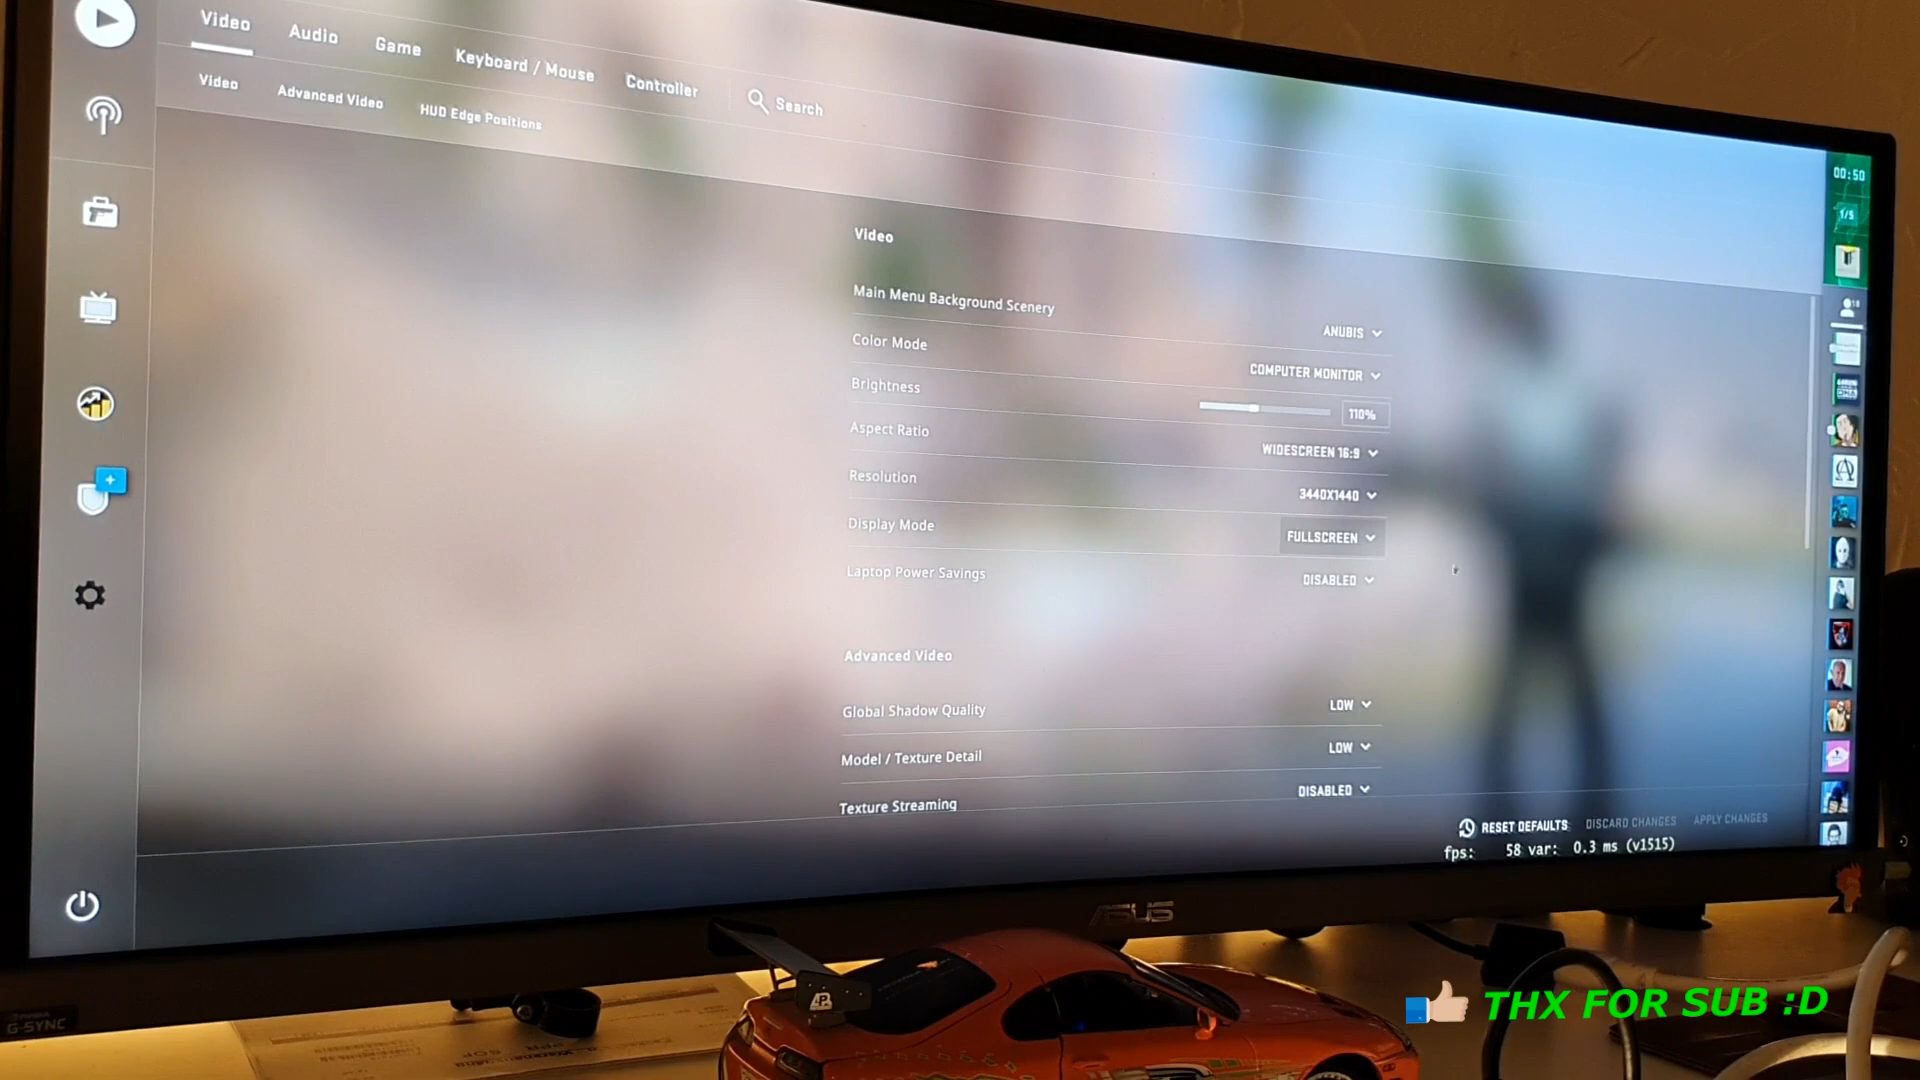 Video
Audio
Game
Keyboard / Mouse
Controller
Search
Video
Advanced Video
HUD Edge Positions
00:50
1/5
Video
Main Menu Background Scenery
ANUBIS
Color Mode
COMPUTER MONITOR
Brightness
110%
Aspect Ratio
WIDESCREEN 16:9
Resolution
3440X1440
Display Mode
FULLSCREEN
Laptop Power Savings
DISABLED
Advanced Video
Global Shadow Quality
LOW
Model / Texture Detail
LOW
Texture Streaming
DISABLED
RESET DEFAULTS
DISCARD CHANGES
APPLY CHANGES
fps: 58 var: 0.3 ms (v1515)
ASUS
G-SYNC
THX FOR SUB :D